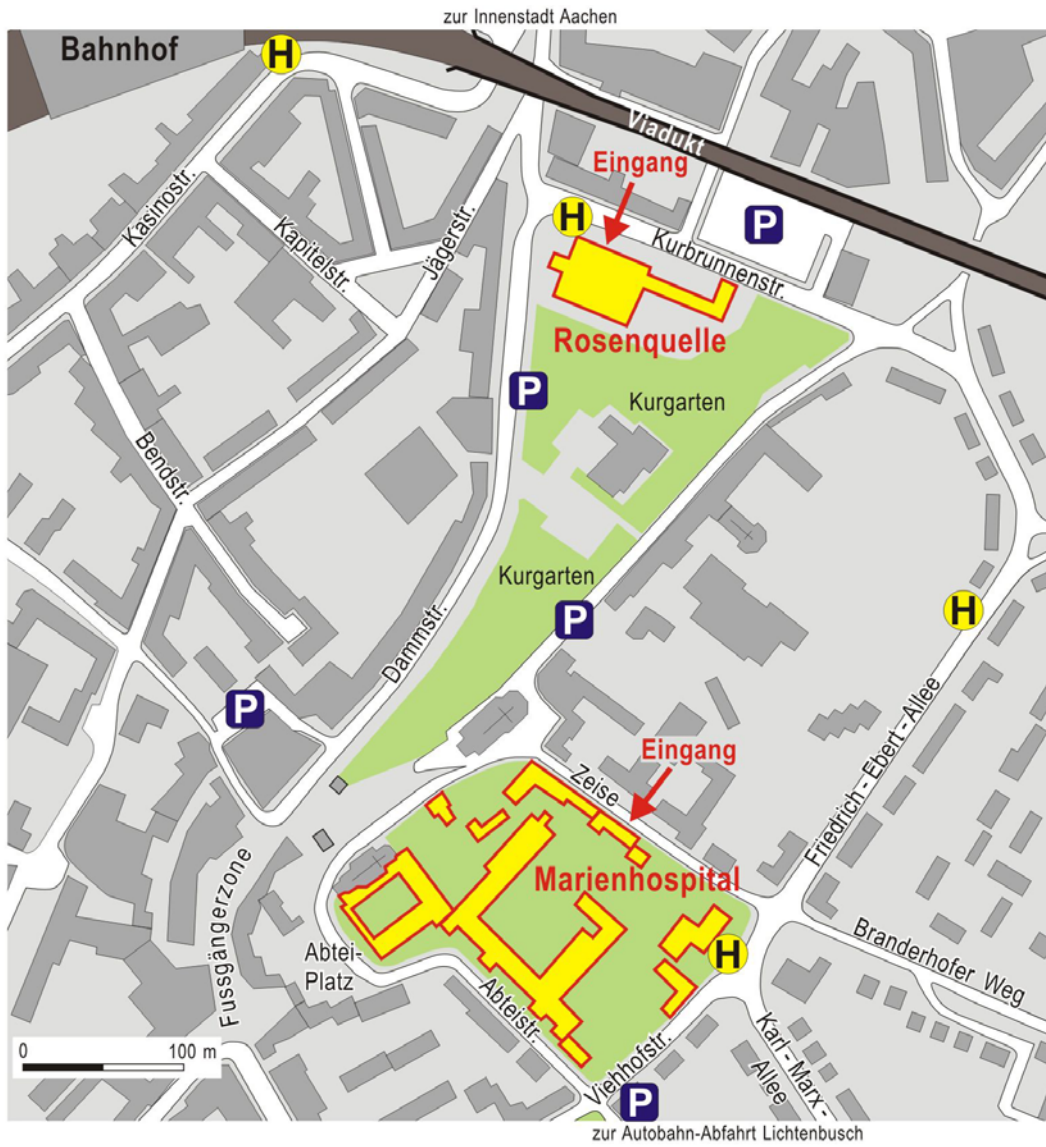 zur Innenstadt Aachen
Bahnhof
H
Viadukt
Eingang
H
P
Kasinostr.
Kapitelstr.
Jägerstr.
Kurbrunnenstr.
Rosenquelle
P
Kurgarten
Bendstr.
Kurgarten
P
H
Dammstr.
P
Eingang
Zeise
Friedrich - Ebert - Allee
Marienhospital
Fussgängerzone
Abtei-
Platz
H
Branderhofer Weg
Abteistr.
Viehhofstr.
Karl - Marx -
Allee
0 100 m
P
zur Autobahn-Abfahrt Lichtenbusch